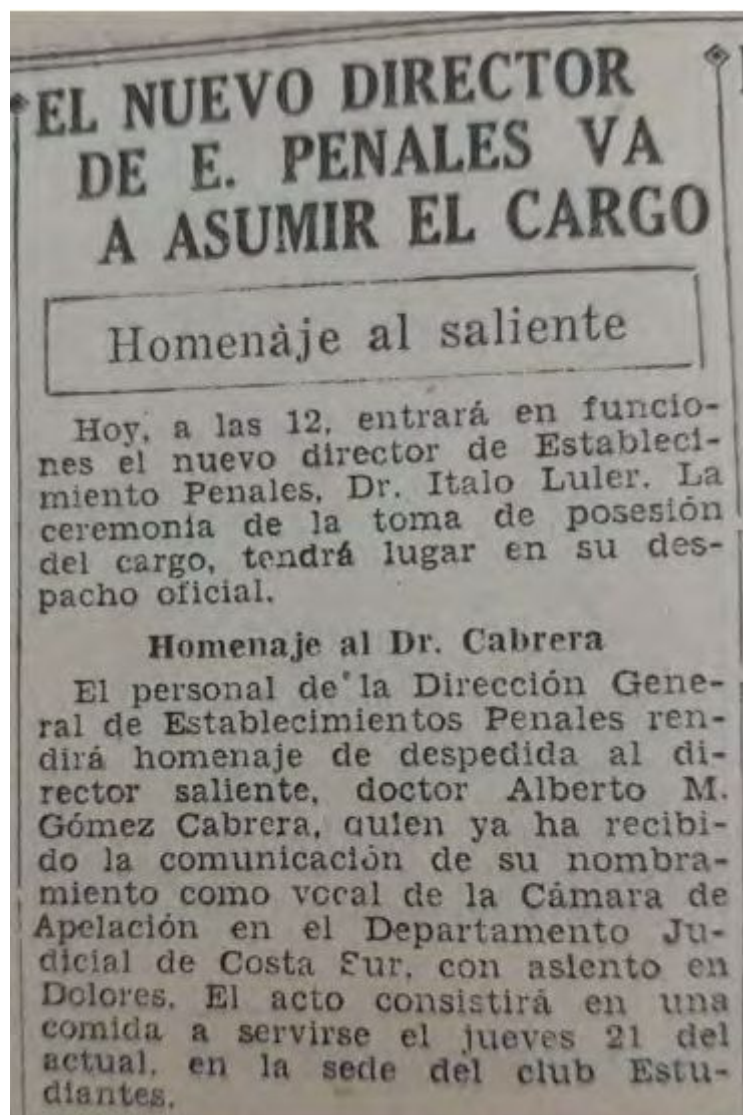 EL NUEVO DIRECTOR
DE E. PENALES VA
A ASUMIR EL CARGO
Homenaje al saliente
Hoy, a las 12, entrará en funcio-
nes el nuevo director de Estableci-
miento Penales, Dr. Italo Luler. La
ceremonia de la toma de posesión
del cargo, tendrá lugar en su des-
pacho oficial.
Homenaje al Dr. Cabrera
El personal de la Dirección Gene-
ral de Establecimientos Penales ren-
dirá homenaje de despedida al di-
rector saliente, doctor Alberto M.
Gómez Cabrera, quien ya ha recibi-
do la comunicación de su nombra-
miento como vocal de la Cámara de
Apelación en el Departamento Ju-
dicial de Costa Sur, con asiento en
Dolores. El acto consistirá en una
comida a servirse el jueves 21 del
actual, en la sede del club Estu-
diantes.